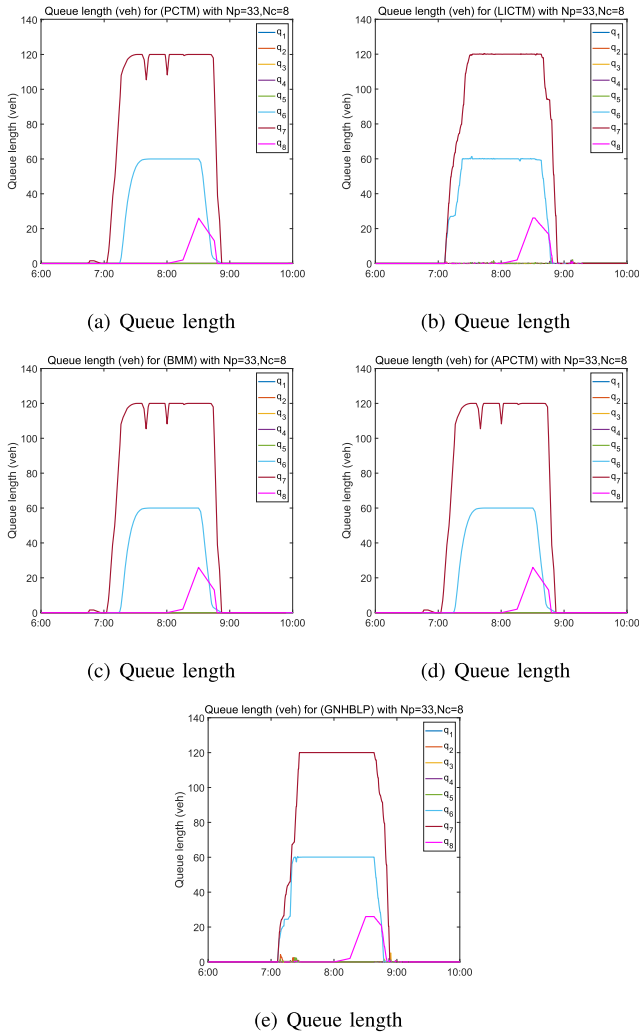 Queue length (veh) for (PCTM) with Np=33,Nc=8
Queue length (veh) for (LICTM) with Np=33,Nc=8
140
120
100
80
60
40
20
0
Queue length (veh)
6:00 7:00 8:00 9:00 10:00
q1
q2
q3
q4
q5
q6
q7
q8
140
120
100
80
60
40
20
0
Queue length (veh)
6:00 7:00 8:00 9:00 10:00
q1
q2
q3
q4
q5
q6
q7
q8
(a) Queue length
(b) Queue length
Queue length (veh) for (BMM) with Np=33,Nc=8
Queue length (veh) for (APCTM) with Np=33,Nc=8
140
120
100
80
60
40
20
0
Queue length (veh)
6:00 7:00 8:00 9:00 10:00
q1
q2
q3
q4
q5
q6
q7
q8
140
120
100
80
60
40
20
0
Queue length (veh)
6:00 7:00 8:00 9:00 10:00
q1
q2
q3
q4
q5
q6
q7
q8
(c) Queue length
(d) Queue length
Queue length (veh) for (GNHBLP) with Np=33,Nc=8
140
120
100
80
60
40
20
0
Queue length (veh)
6:00 7:00 8:00 9:00 10:00
q1
q2
q3
q4
q5
q6
q7
q8
(e) Queue length